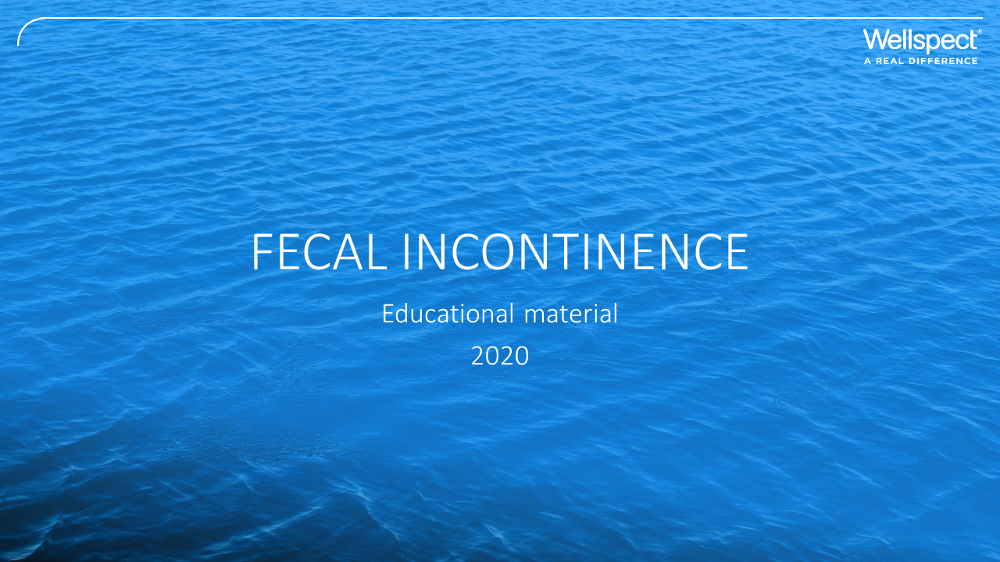 Wellspect®
A REAL DIFFERENCE
FECAL INCONTINENCE
Educational material
2020